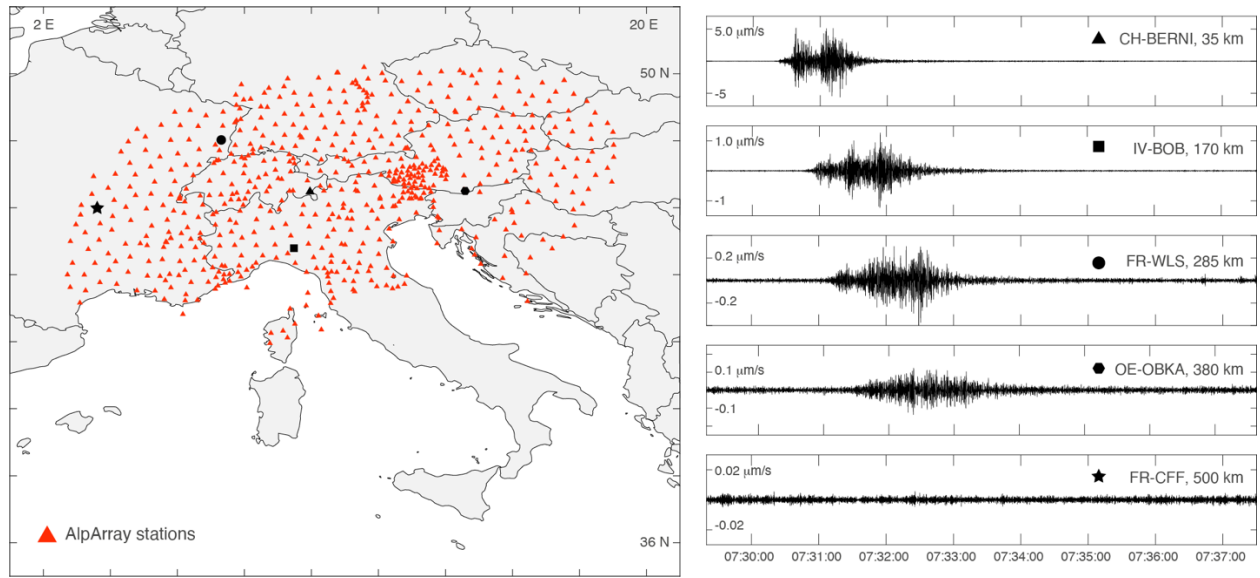 2 E
20 E
50 N
36 N
AlpArray stations
5.0 μm/s
CH-BERNI, 35 km
-5
1.0 μm/s
IV-BOB, 170 km
-1
0.2 μm/s
FR-WLS, 285 km
-0.2
0.1 μm/s
OE-OBKA, 380 km
-0.1
0.02 μm/s
FR-CFF, 500 km
-0.02
07:30:00 07:31:00 07:32:00 07:33:00 07:34:00 07:35:00 07:36:00 07:37:00